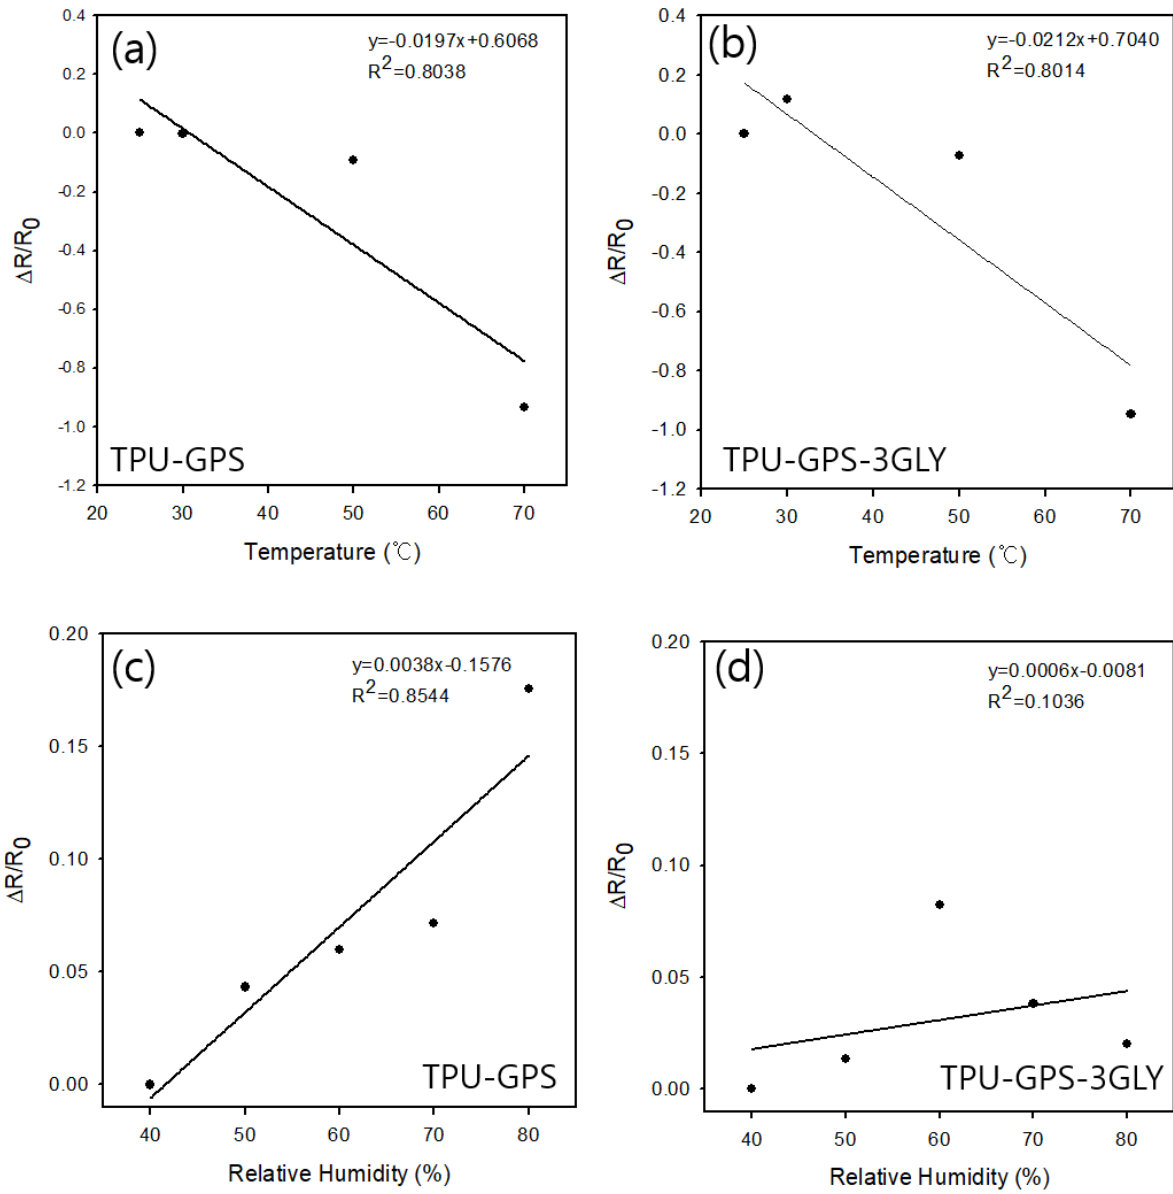 (a)
y=-0.0197x+0.6068
R²=0.8038
0.4
0.2
0.0
-0.2
-0.4
-0.6
-0.8
-1.0
-1.2
ΔR/R₀
TPU-GPS
20 30 40 50 60 70
Temperature (℃)
(b)
y=-0.0212x+0.7040
R²=0.8014
0.4
0.2
0.0
-0.2
-0.4
-0.6
-0.8
-1.0
-1.2
ΔR/R₀
TPU-GPS-3GLY
20 30 40 50 60 70
Temperature (℃)
(c)
y=0.0038x-0.1576
R²=0.8544
0.20
0.15
0.10
0.05
0.00
ΔR/R₀
TPU-GPS
40 50 60 70 80
Relative Humidity (%)
(d)
y=0.0006x-0.0081
R²=0.1036
0.20
0.15
0.10
0.05
0.00
ΔR/R₀
TPU-GPS-3GLY
40 50 60 70 80
Relative Humidity (%)